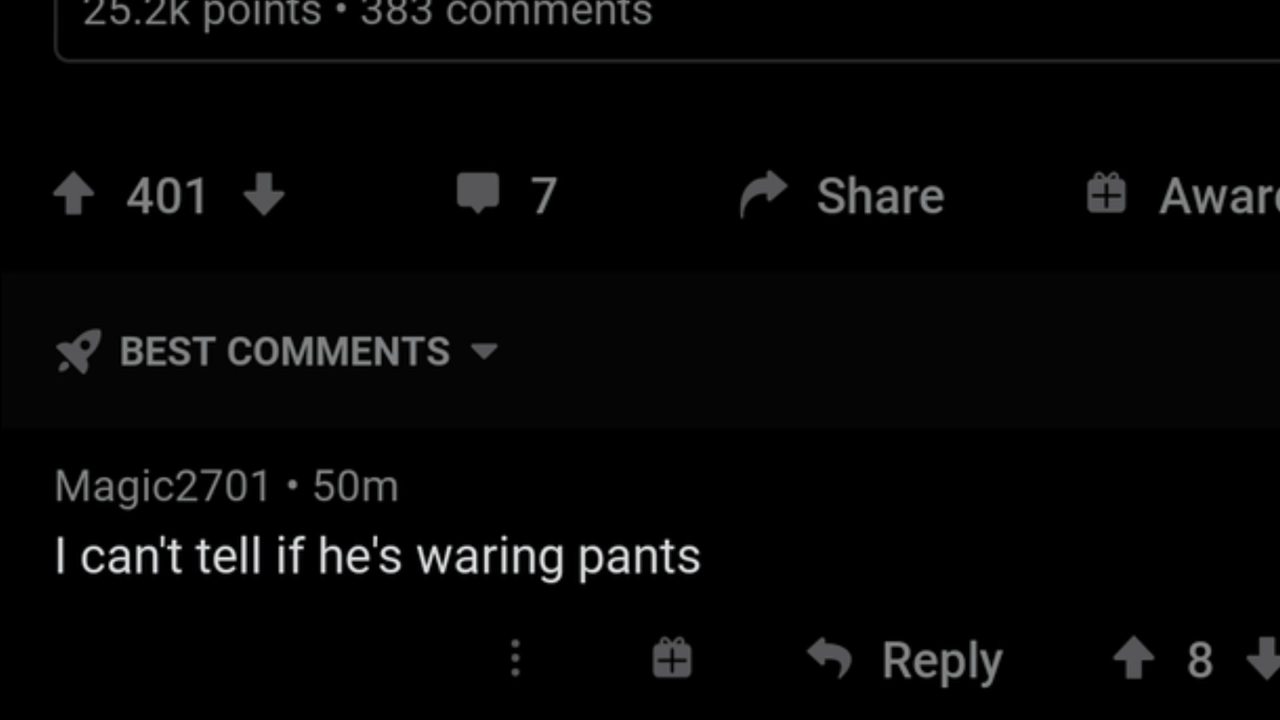 25.2k points • 383 comments
401 7 Share
BEST COMMENTS
Magic2701 • 50m
I can't tell if he's waring pants
Reply 8